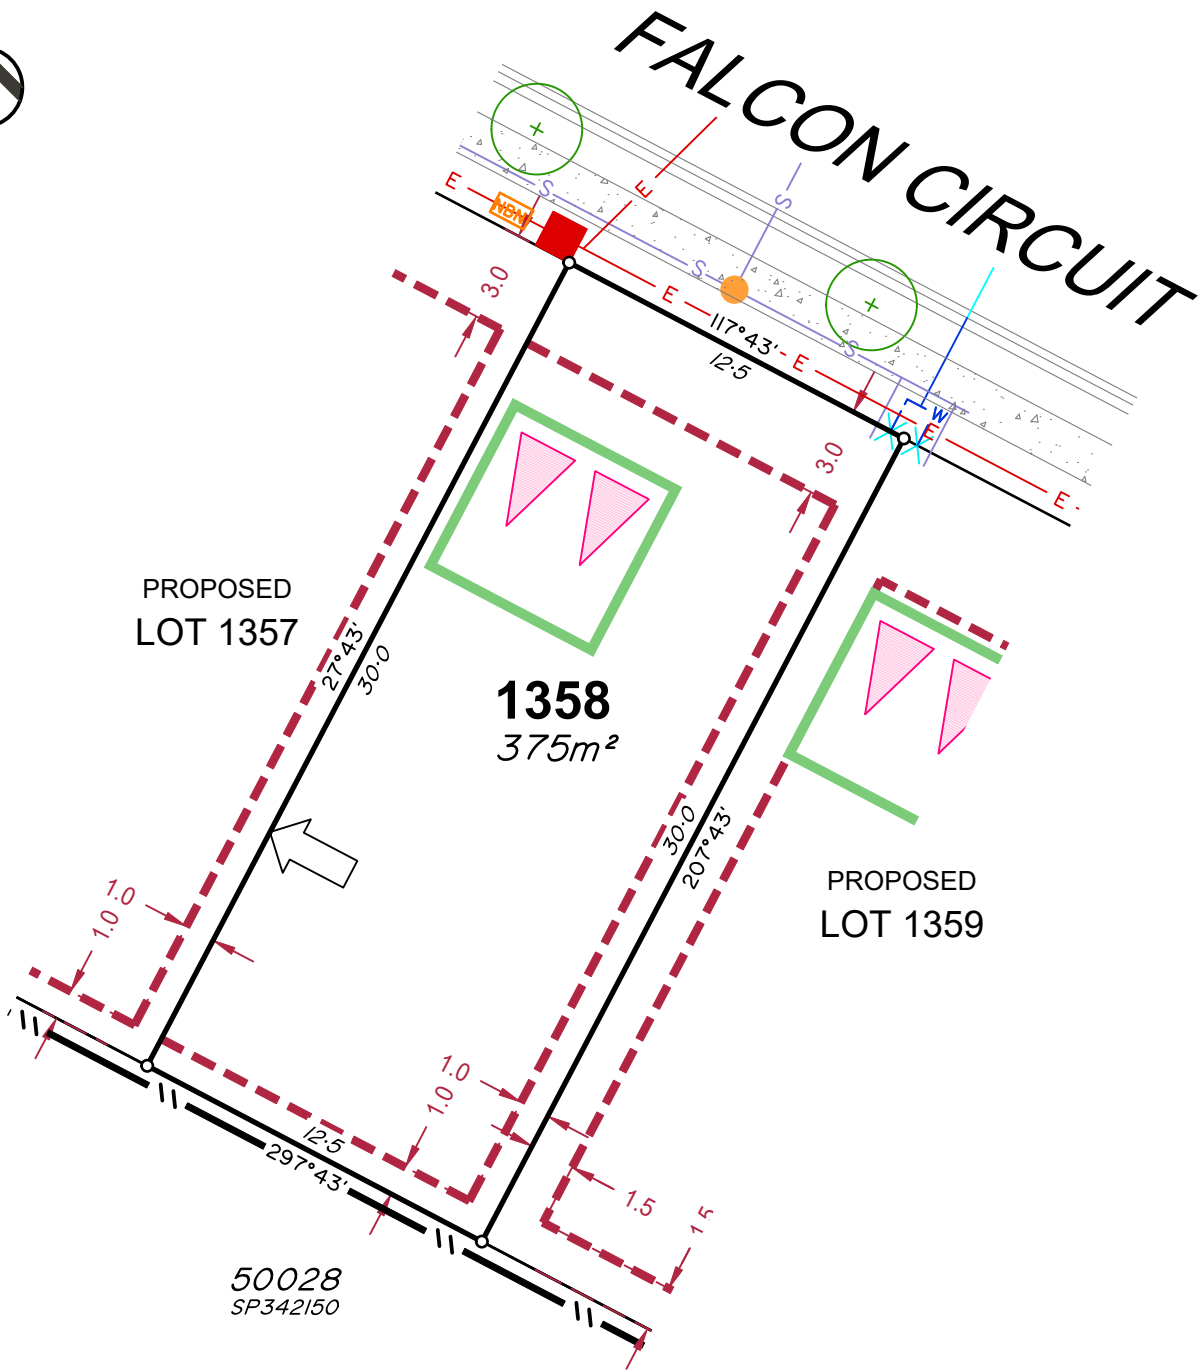 FALCON CIRCUIT
E
S
E
S
NBN
3.0
S
E
117°43'
E
S
12·5
W
E
3.0
E
PROPOSED
LOT 1357
27°43'
30·0
1358
375m²
30·0
207°43'
PROPOSED
LOT 1359
1.0
1.0
1.0
1.0
12·5
297°43'
1.5
1.5
50028
SP342150